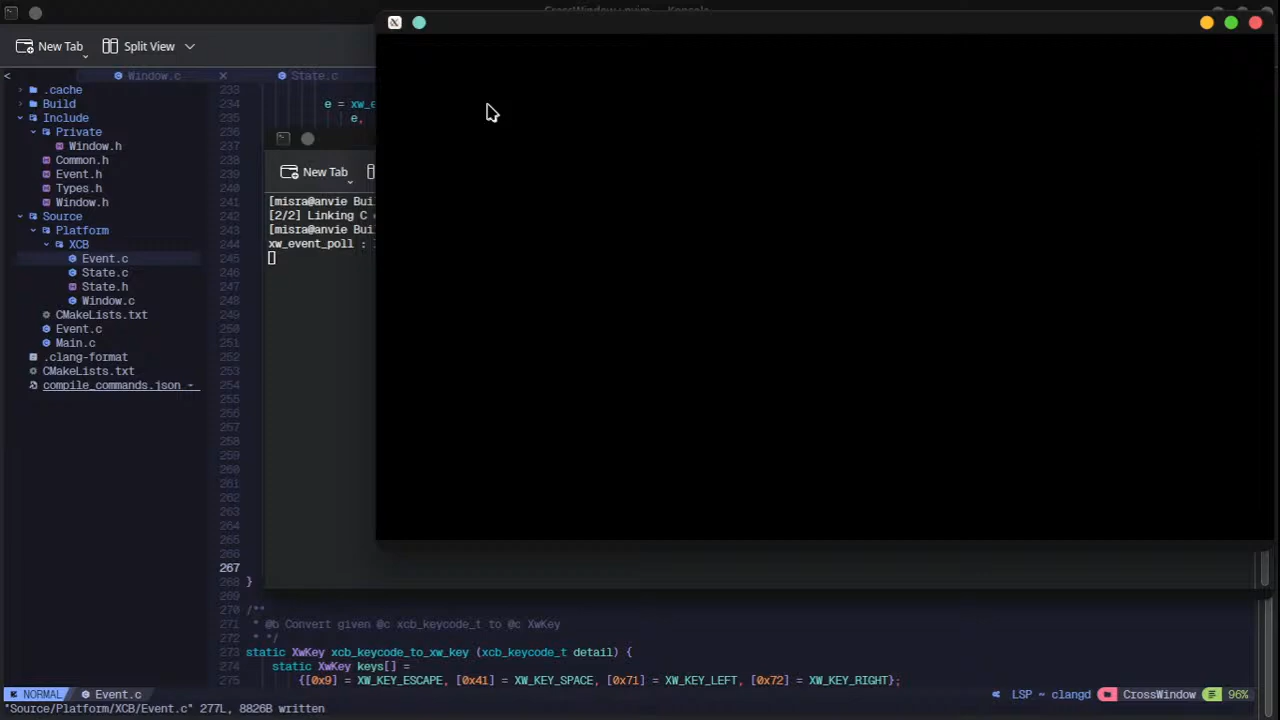 New Tab Split View
Window.c
State.c
.cache
Build
Include
Private
Window.h
Common.h
Event.h
Types.h
Window.h
Source
Platform
XCB
Event.c
State.c
State.h
Window.c
CMakeLists.txt
Event.c
Main.c
.clang-format
CMakeLists.txt
compile_commands.json
233
234 e = xw_e
235 e,
236
237
238
239
240
241
242
243
244
245
246
247
248
249
250
251
252
253
254
255
256
257
258
259
260
261
262
263
264
265
266
267
268 }
269
270 /**
271 * @b Convert given @c xcb_keycode_t to @c XwKey
272 * */
273 static XwKey xcb_keycode_to_xw_key (xcb_keycode_t detail) {
274 static XwKey keys[] =
275 {[0x9] = XW_KEY_ESCAPE, [0x41] = XW_KEY_SPACE, [0x71] = XW_KEY_LEFT, [0x72] = XW_KEY_RIGHT};
New Tab
[misra@anvie Bui
[2/2] Linking C
[misra@anvie Bui
xw_event_poll :
NORMAL Event.c LSP ~ clangd CrossWindow 96%
"Source/Platform/XCB/Event.c" 277L, 8826B written